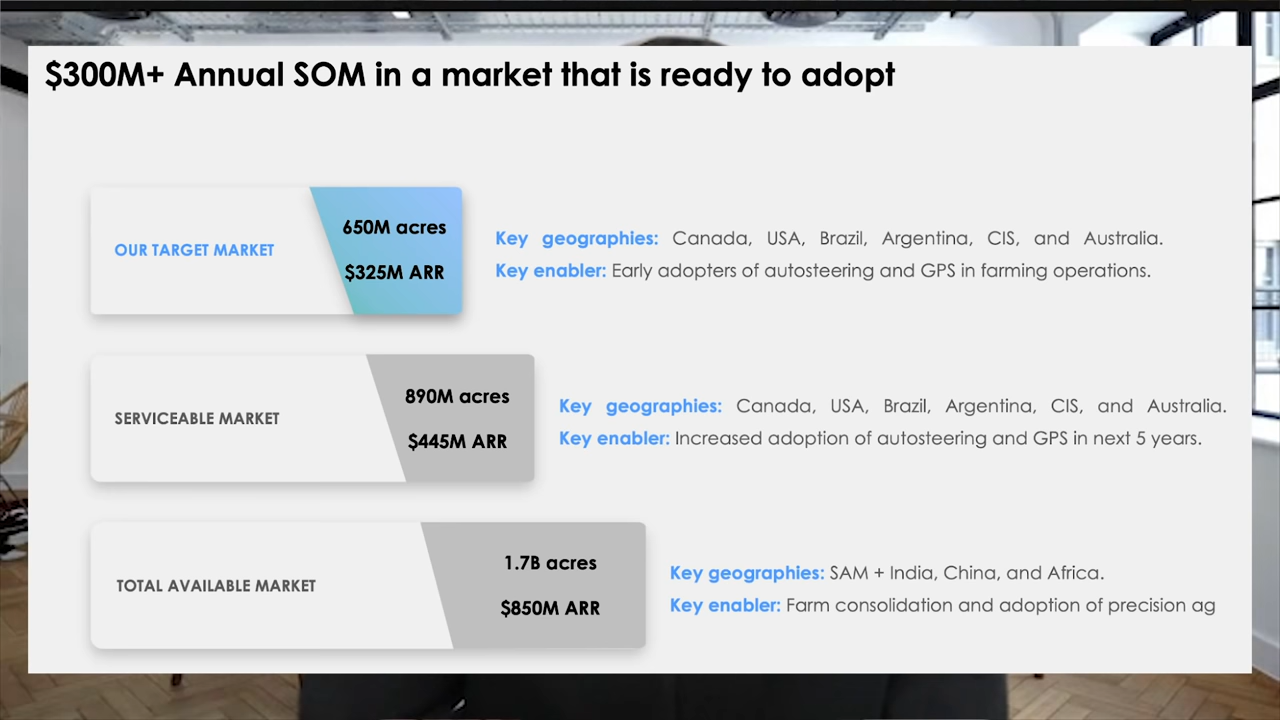 $300M+ Annual SOM in a market that is ready to adopt
OUR TARGET MARKET
650M acres
$325M ARR
Key geographies: Canada, USA, Brazil, Argentina, CIS, and Australia.
Key enabler: Early adopters of autosteering and GPS in farming operations.
SERVICEABLE MARKET
890M acres
$445M ARR
Key geographies: Canada, USA, Brazil, Argentina, CIS, and Australia.
Key enabler: Increased adoption of autosteering and GPS in next 5 years.
TOTAL AVAILABLE MARKET
1.7B acres
$850M ARR
Key geographies: SAM + India, China, and Africa.
Key enabler: Farm consolidation and adoption of precision ag